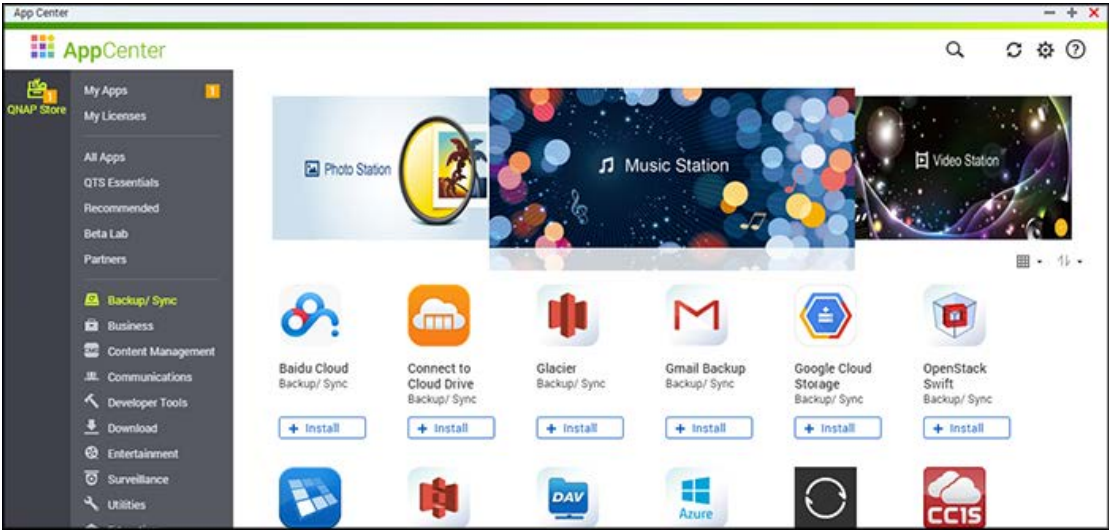 App Center
AppCenter
QNAP Store
1
My Apps
1
My Licenses
All Apps
QTS Essentials
Recommended
Beta Lab
Partners
Backup/ Sync
Business
Content Management
Communications
Developer Tools
Download
Entertainment
Surveillance
Utilities
Photo Station
Music Station
Video Station
Baidu Cloud
Backup/ Sync
+ Install
Connect to
Cloud Drive
Backup/ Sync
+ Install
Glacier
Backup/ Sync
+ Install
Gmail Backup
Backup/ Sync
+ Install
Google Cloud
Storage
Backup/ Sync
+ Install
OpenStack
Swift
Backup/ Sync
+ Install
DAV
Azure
CC1S